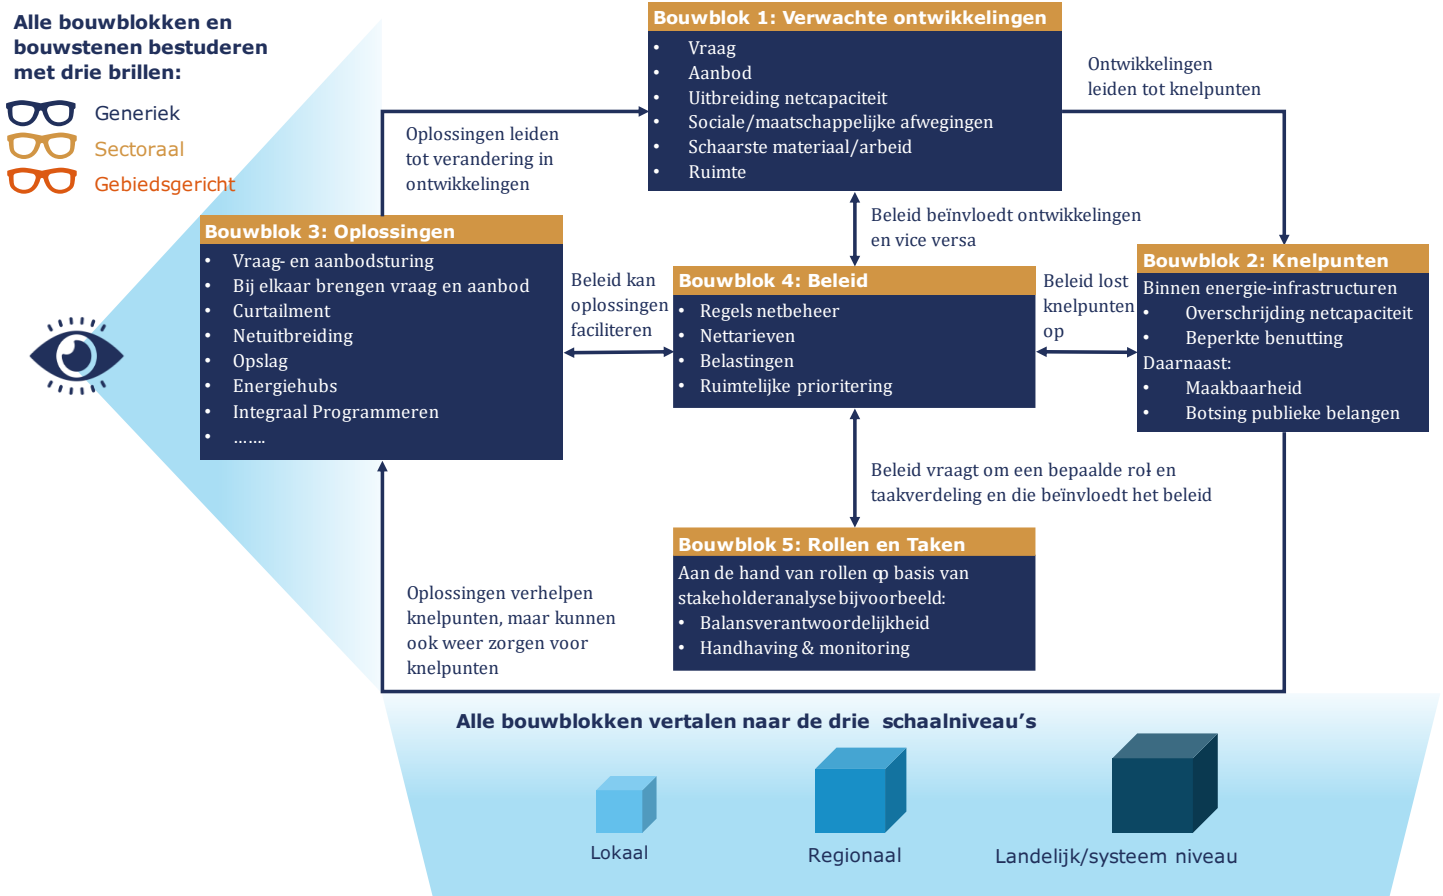 Alle bouwblokken en
bouwstenen bestuderen
met drie brillen:
Generiek
Sectoraal
Gebiedsgericht
Bouwblok 1: Verwachte ontwikkelingen
• Vraag
• Aanbod
• Uitbreiding netcapaciteit
• Sociale/maatschappelijke afwegingen
• Schaarste materiaal/arbeid
• Ruimte
Ontwikkelingen
leiden tot knelpunten
Oplossingen leiden
tot verandering in
ontwikkelingen
Beleid beïnvloedt ontwikkelingen
en vice versa
Bouwblok 3: Oplossingen
• Vraag- en aanbodsturing
• Bij elkaar brengen vraag en aanbod
• Curtailment
• Netuitbreiding
• Opslag
• Energiehubs
• Integraal Programmeren
• .......
Beleid kan
oplossingen
faciliteren
Bouwblok 4: Beleid
• Regels netbeheer
• Nettarieven
• Belastingen
• Ruimtelijke prioritering
Beleid lost
knelpunten
op
Bouwblok 2: Knelpunten
Binnen energie-infrastructuren
• Overschrijding netcapaciteit
• Beperkte benutting
Daarnaast:
• Maakbaarheid
• Botsing publieke belangen
Beleid vraagt om een bepaalde rol- en
taakverdeling en die beïnvloedt het beleid
Bouwblok 5: Rollen en Taken
Aan de hand van rollen op basis van
stakeholderanalyse bijvoorbeeld:
• Balansverantwoordelijkheid
• Handhaving & monitoring
Oplossingen verhelpen
knelpunten, maar kunnen
ook weer zorgen voor
knelpunten
Alle bouwblokken vertalen naar de drie schaalniveau's
Lokaal
Regionaal
Landelijk/systeem niveau